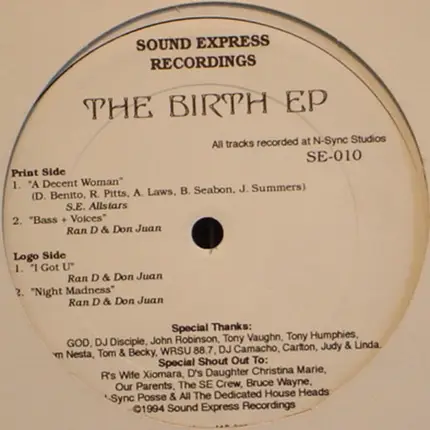 SOUND EXPRESS
RECORDINGS
THE BIRTH EP
All tracks recorded at N-Sync Studios
SE-010
Print Side
1. "A Decent Woman"
(D. Benito, R. Pitts, A. Laws, B. Seabon, J. Summers)
S.E. Allstars
2. "Bass + Voices"
Ran D & Don Juan
Logo Side
1. "I Got U"
Ran D & Don Juan
2. "Night Madness"
Ran D & Don Juan
Special Thanks:
GOD, DJ Disciple, John Robinson, Tony Vaughn, Tony Humphies,
Nesta, Tom & Becky, WRSU 88.7, DJ Camacho, Carlton, Judy & Linda.
Special Shout Out To:
R's Wife Xiomara, D's Daughter Christina Marie,
Our Parents, The SE Crew, Bruce Wayne,
-Sync Posse & All The Dedicated House Heads
©1994 Sound Express Recordings